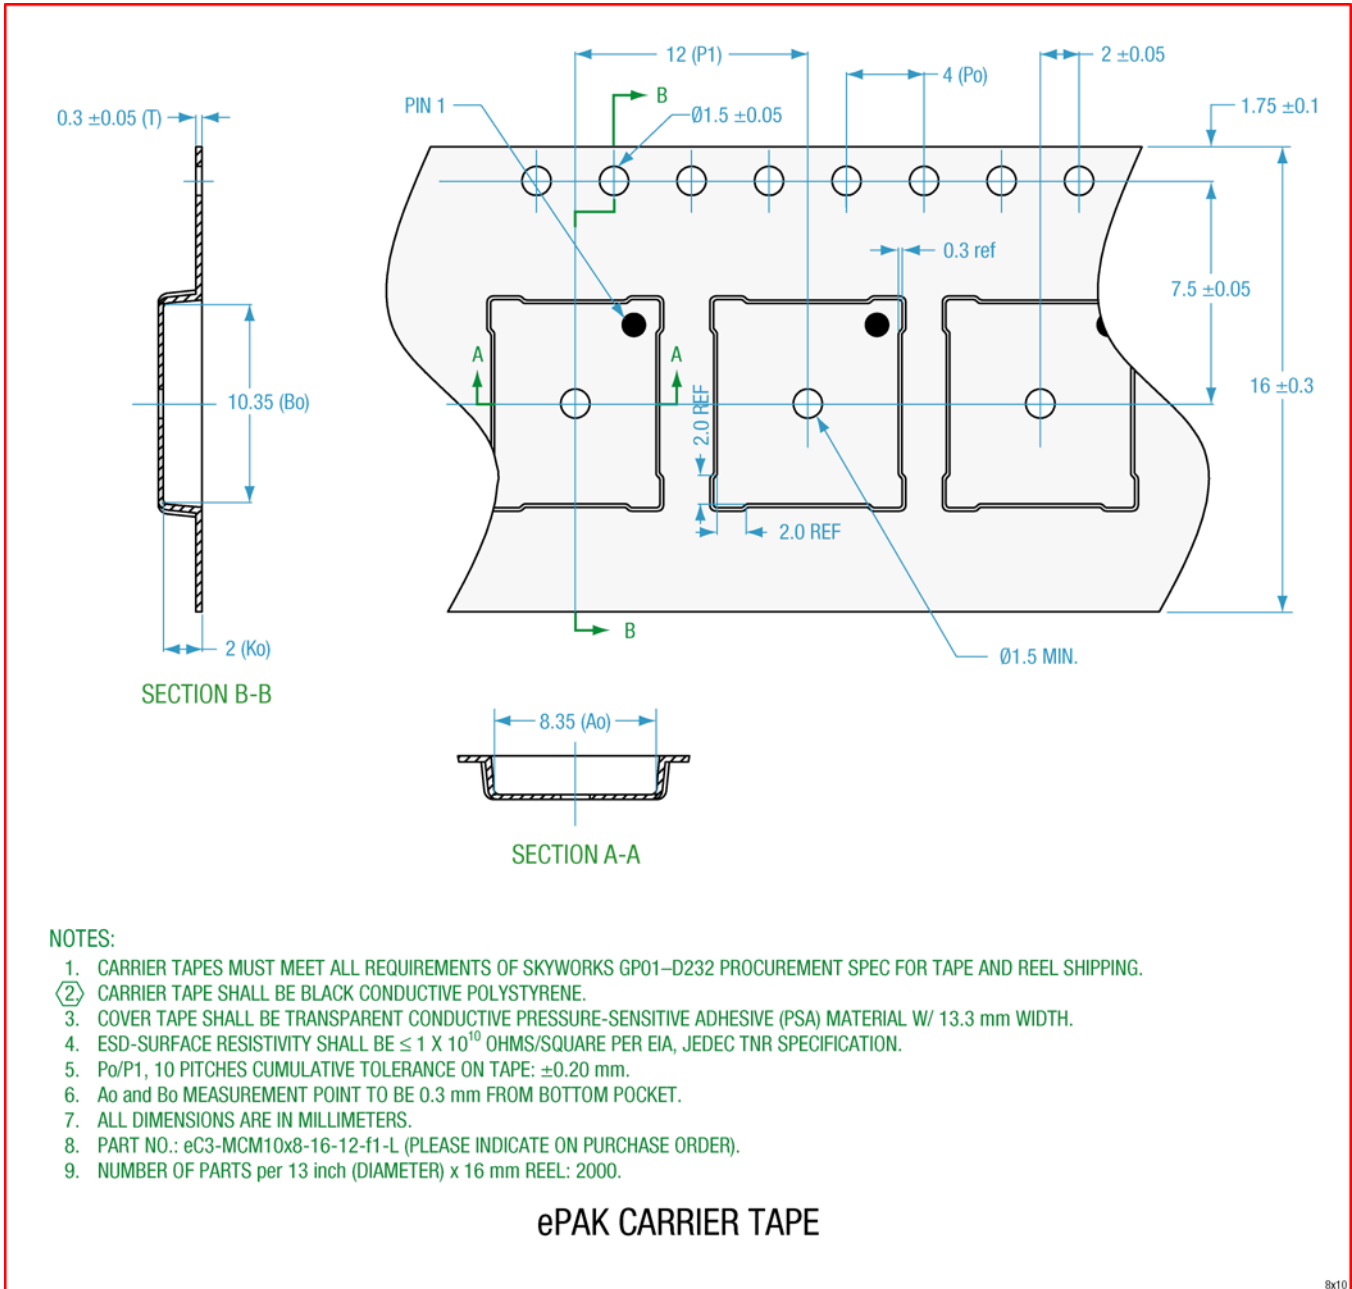 12 (P1)
2 ±0.05
4 (Po)
PIN 1
B
Ø1.5 ±0.05
1.75 ±0.1
0.3 ±0.05 (T)
0.3 ref
7.5 ±0.05
A
A
16 ±0.3
10.35 (Bo)
2.0 REF
2.0 REF
B
2 (Ko)
Ø1.5 MIN.
SECTION B-B
8.35 (Ao)
SECTION A-A
NOTES:
1. CARRIER TAPES MUST MEET ALL REQUIREMENTS OF SKYWORKS GP01–D232 PROCUREMENT SPEC FOR TAPE AND REEL SHIPPING.
2. CARRIER TAPE SHALL BE BLACK CONDUCTIVE POLYSTYRENE.
3. COVER TAPE SHALL BE TRANSPARENT CONDUCTIVE PRESSURE-SENSITIVE ADHESIVE (PSA) MATERIAL W/ 13.3 mm WIDTH.
4. ESD-SURFACE RESISTIVITY SHALL BE ≤ 1 X 10¹⁰ OHMS/SQUARE PER EIA, JEDEC TNR SPECIFICATION.
5. Po/P1, 10 PITCHES CUMULATIVE TOLERANCE ON TAPE: ±0.20 mm.
6. Ao and Bo MEASUREMENT POINT TO BE 0.3 mm FROM BOTTOM POCKET.
7. ALL DIMENSIONS ARE IN MILLIMETERS.
8. PART NO.: eC3-MCM10x8-16-12-f1-L (PLEASE INDICATE ON PURCHASE ORDER).
9. NUMBER OF PARTS per 13 inch (DIAMETER) x 16 mm REEL: 2000.
ePAK CARRIER TAPE
8x10